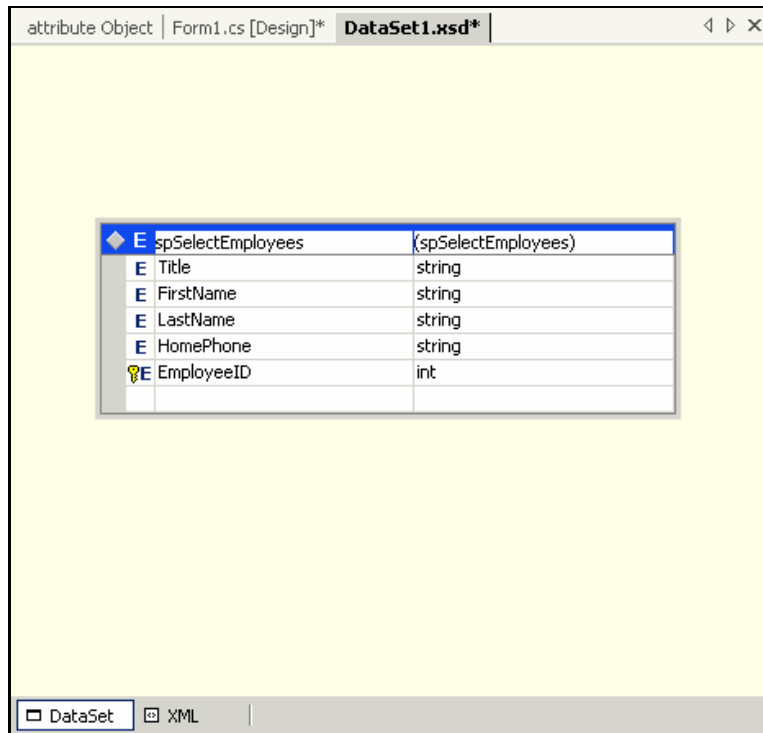 attribute Object Form1.cs [Design]* DataSet1.xsd*
E spSelectEmployees (spSelectEmployees)
E Title string
E FirstName string
E LastName string
E HomePhone string
E EmployeeID int
DataSet XML